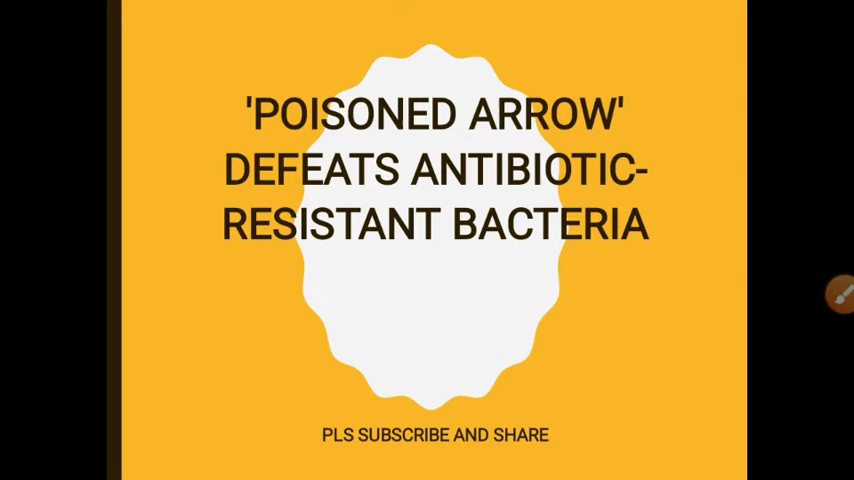 'POISONED ARROW'
DEFEATS ANTIBIOTIC-
RESISTANT BACTERIA
PLS SUBSCRIBE AND SHARE